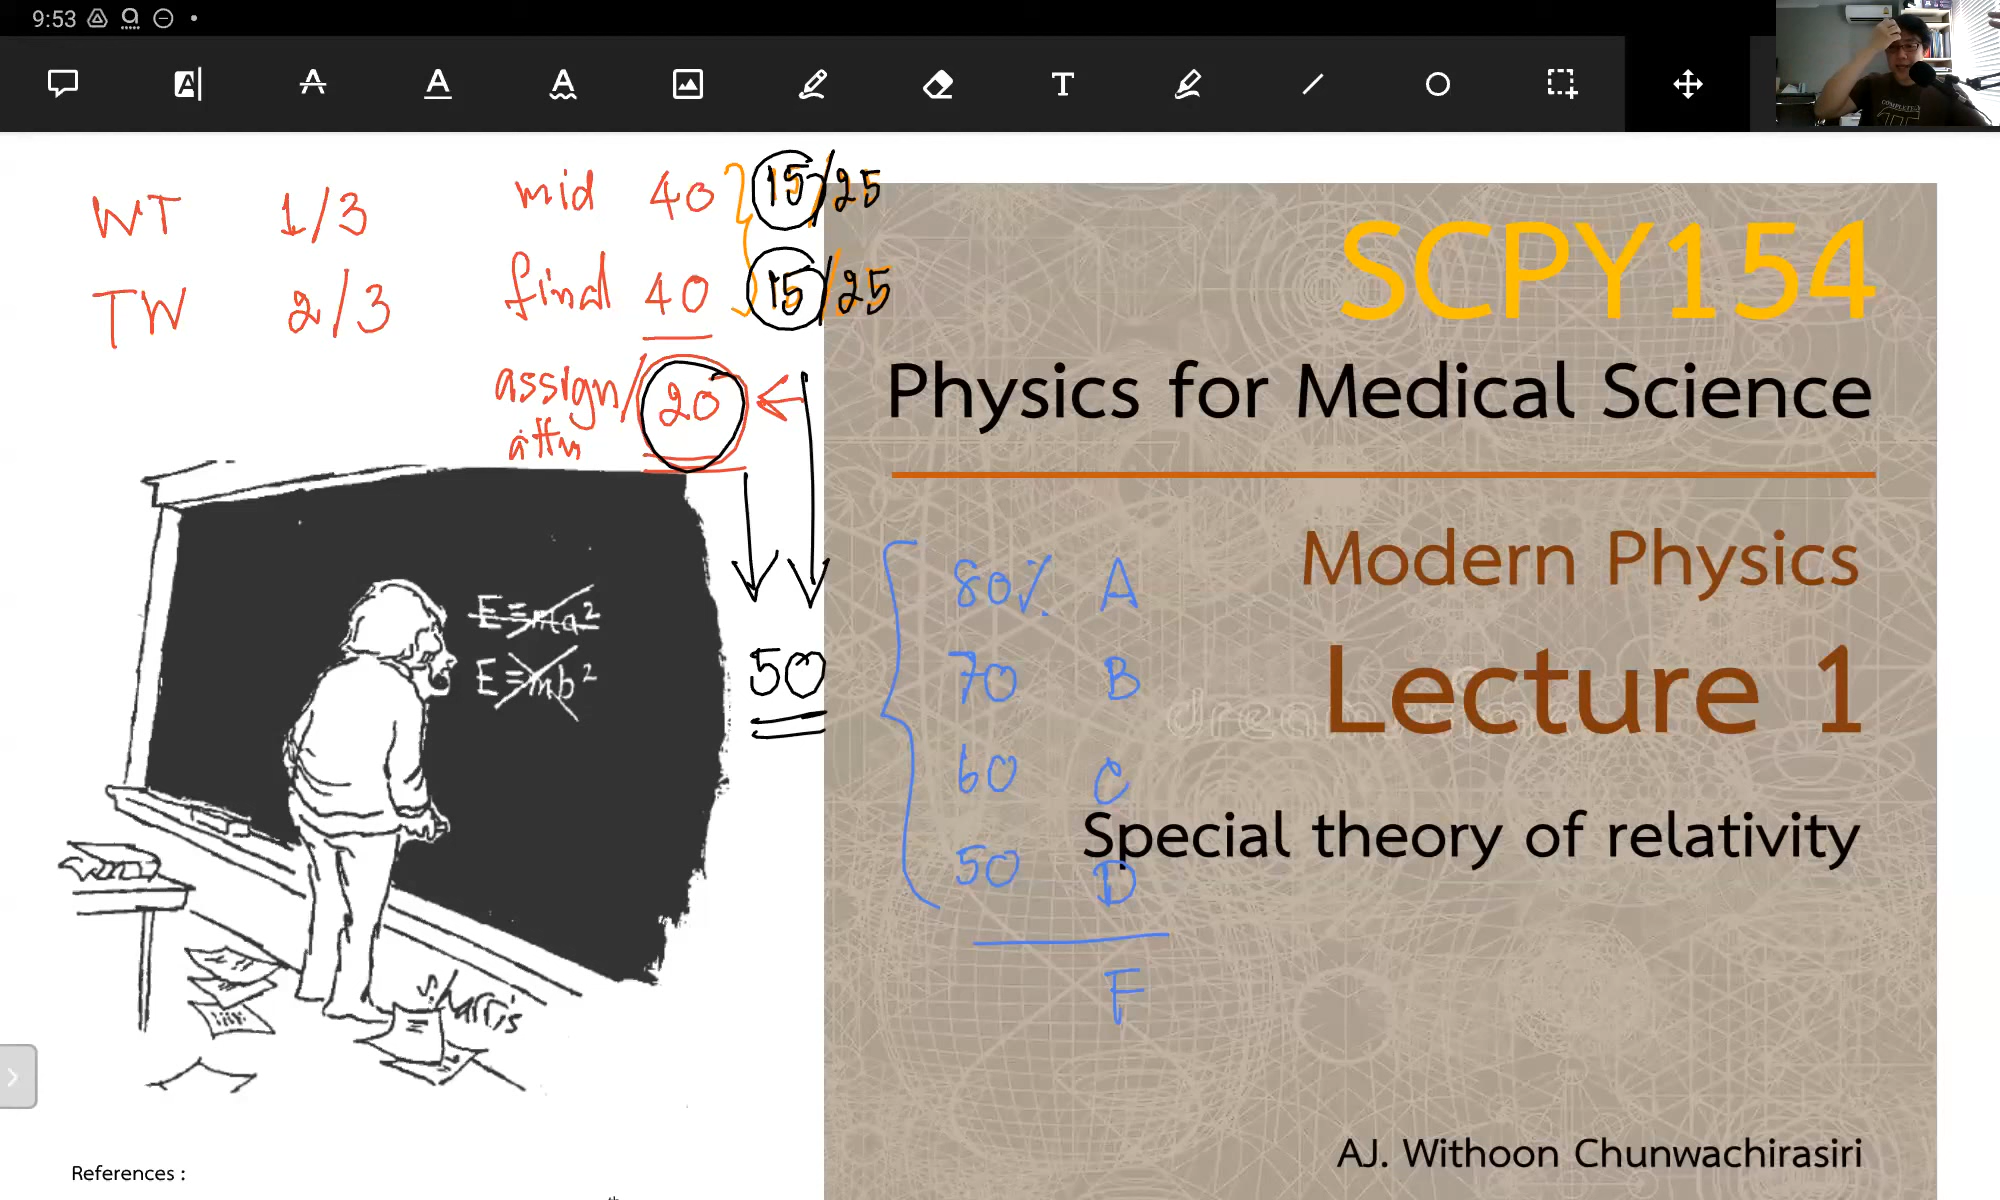 9:53
WT 1/3
TW 2/3
mid 40 15/25
final 40 15/25
assign/ 20
attn
50
E=ma²
E=mb²
S. Harris
SCPY154
Physics for Medical Science
Modern Physics
Lecture 1
Special theory of relativity
80% A
70 B
60 C
50 D
F
AJ. Withoon Chunwachirasiri
References :